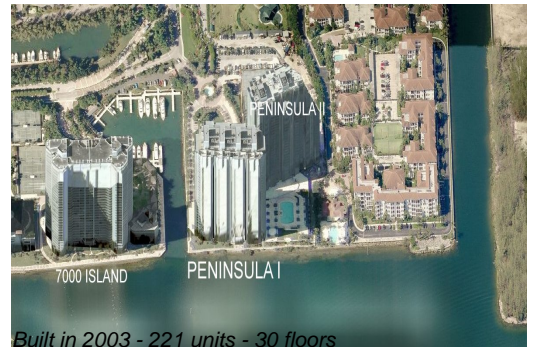 PENINSULA II
7000 ISLAND
PENINSULA I
Built in 2003 - 221 units - 30 floors